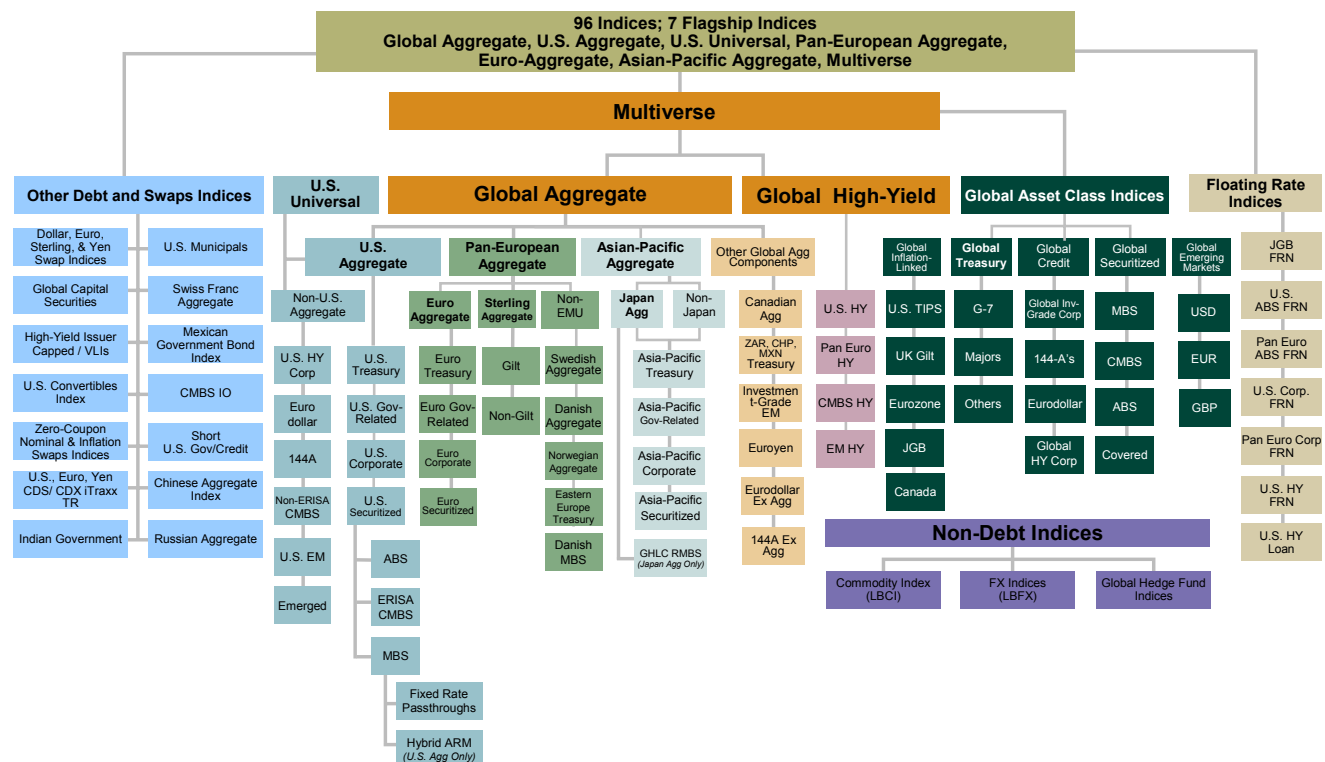 96 Indices; 7 Flagship Indices
Global Aggregate, U.S. Aggregate, U.S. Universal, Pan-European Aggregate,
Euro-Aggregate, Asian-Pacific Aggregate, Multiverse
Multiverse
Other Debt and Swaps Indices
Dollar, Euro,
Sterling, & Yen
Swap Indices
U.S. Municipals
Global Capital
Securities
Swiss Franc
Aggregate
High-Yield Issuer
Capped / VLIs
Mexican
Government Bond
Index
U.S. Convertibles
Index
CMBS IO
Zero-Coupon
Nominal & Inflation
Swaps Indices
Short
U.S. Gov/Credit
U.S., Euro, Yen
CDS/ CDX iTraxx
TR
Chinese Aggregate
Index
Indian Government
Russian Aggregate
U.S.
Universal
Non-U.S.
Aggregate
U.S. HY
Corp
Euro
dollar
144A
Non-ERISA
CMBS
U.S. EM
Emerged
Global Aggregate
U.S.
Aggregate
U.S.
Treasury
U.S. Gov-
Related
U.S.
Corporate
U.S.
Securitized
ABS
ERISA
CMBS
MBS
Fixed Rate
Passthroughs
Hybrid ARM
(U.S. Agg Only)
Pan-European
Aggregate
Euro
Aggregate
Euro
Treasury
Euro Gov-
Related
Euro
Corporate
Euro
Securitized
Sterling
Aggregate
Gilt
Non-Gilt
Non-
EMU
Swedish
Aggregate
Danish
Aggregate
Norwegian
Aggregate
Eastern
Europe
Treasury
Danish
MBS
Asian-Pacific
Aggregate
Japan
Agg
Non-
Japan
Asia-Pacific
Treasury
Asia-Pacific
Gov-Related
Asia-Pacific
Corporate
Asia-Pacific
Securitized
GHLC RMBS
(Japan Agg Only)
Other Global Agg
Components
Canadian
Agg
ZAR, CHP,
MXN
Treasury
Investmen
t-Grade
EM
Euroyen
Eurodollar
Ex Agg
144A Ex
Agg
Global High-Yield
U.S. HY
Pan Euro
HY
CMBS HY
EM HY
Global Asset Class Indices
Global
Inflation-
Linked
U.S. TIPS
UK Gilt
Eurozone
JGB
Canada
Global
Treasury
G-7
Majors
Others
Global
Credit
Global Inv-
Grade Corp
144-A's
Eurodollar
Global
HY Corp
Global
Securitized
MBS
CMBS
ABS
Covered
Global
Emerging
Markets
USD
EUR
GBP
Floating Rate
Indices
JGB
FRN
U.S.
ABS FRN
Pan Euro
ABS FRN
U.S. Corp.
FRN
Pan Euro Corp
FRN
U.S. HY
FRN
U.S. HY
Loan
Non-Debt Indices
Commodity Index
(LBCI)
FX Indices
(LBFX)
Global Hedge Fund
Indices